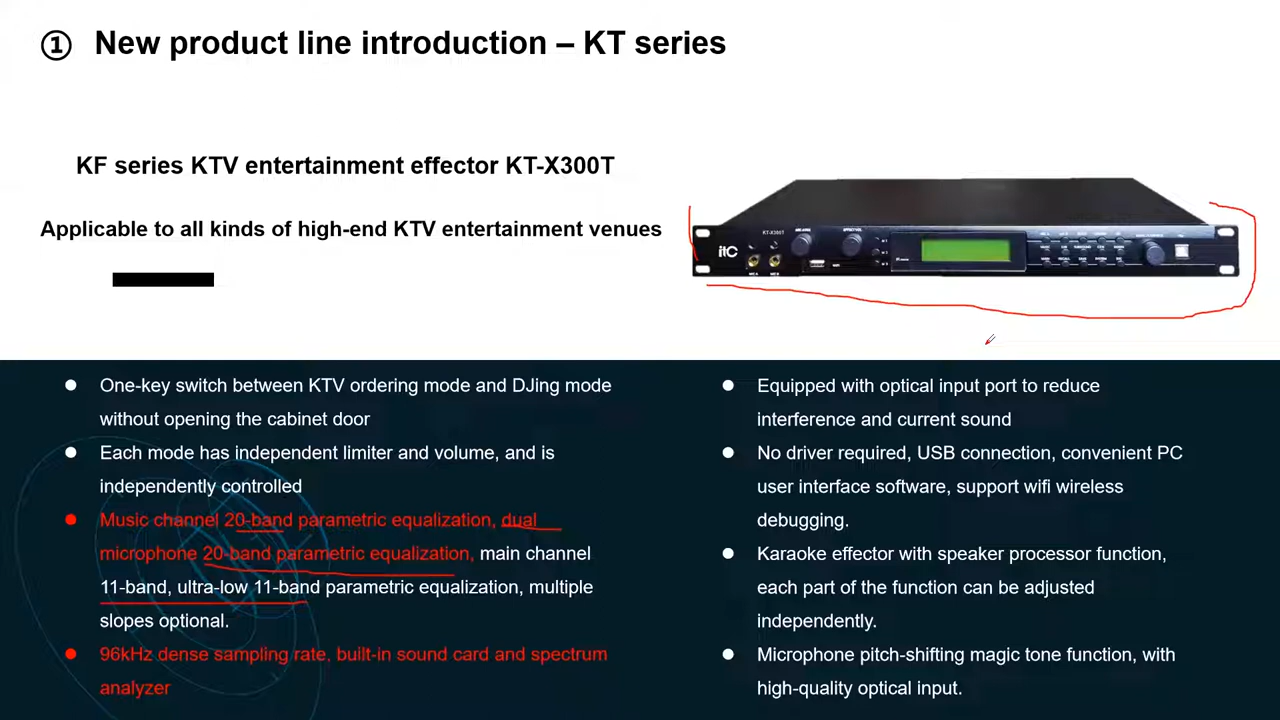 ① New product line introduction – KT series
KF series KTV entertainment effector KT-X300T
Applicable to all kinds of high-end KTV entertainment venues
KT-X300T
itC
MIC A MIC B
EFFECT VOL
One-key switch between KTV ordering mode and DJing mode
without opening the cabinet door
Each mode has independent limiter and volume, and is
independently controlled
Music channel 20-band parametric equalization, dual
microphone 20-band parametric equalization, main channel
11-band, ultra-low 11-band parametric equalization, multiple
slopes optional.
96kHz dense sampling rate, built-in sound card and spectrum
analyzer
Equipped with optical input port to reduce
interference and current sound
No driver required, USB connection, convenient PC
user interface software, support wifi wireless
debugging.
Karaoke effector with speaker processor function,
each part of the function can be adjusted
independently.
Microphone pitch-shifting magic tone function, with
high-quality optical input.